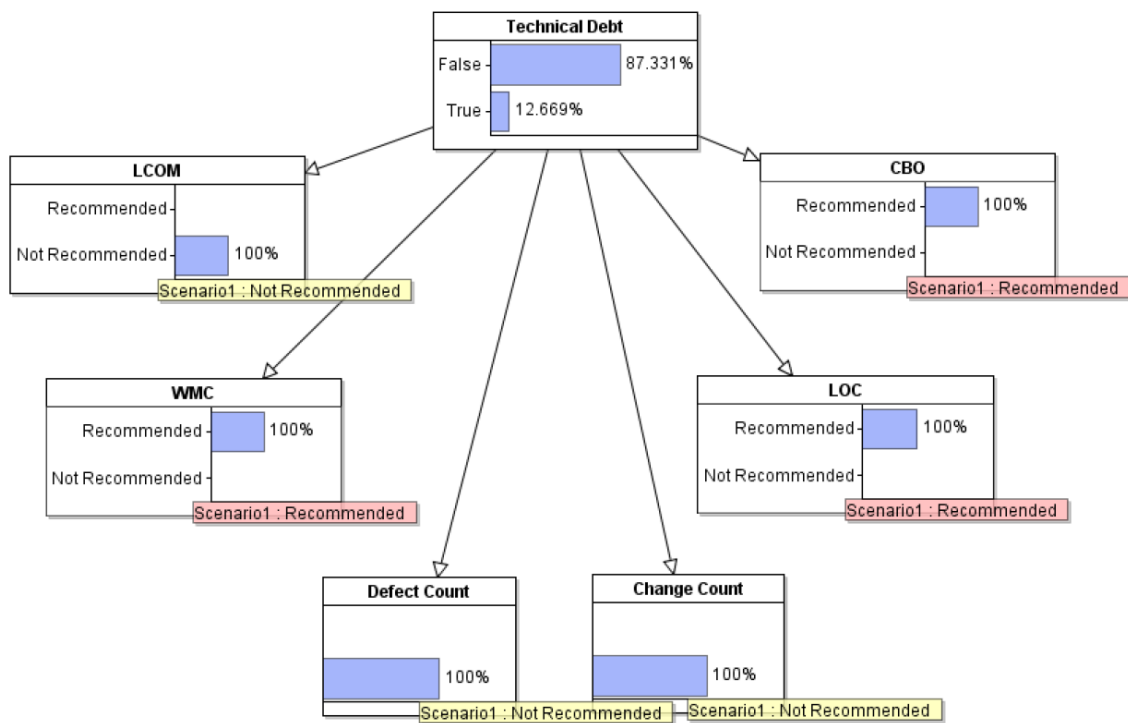 Technical Debt
False
87.331%
True
12.669%
LCOM
Recommended
Not Recommended
100%
Scenario1 : Not Recommended
CBO
Recommended
100%
Not Recommended
Scenario1 : Recommended
WMC
Recommended
100%
Not Recommended
Scenario1 : Recommended
LOC
Recommended
100%
Not Recommended
Scenario1 : Recommended
Defect Count
100%
Scenario1 : Not Recommended
Change Count
100%
Scenario1 : Not Recommended